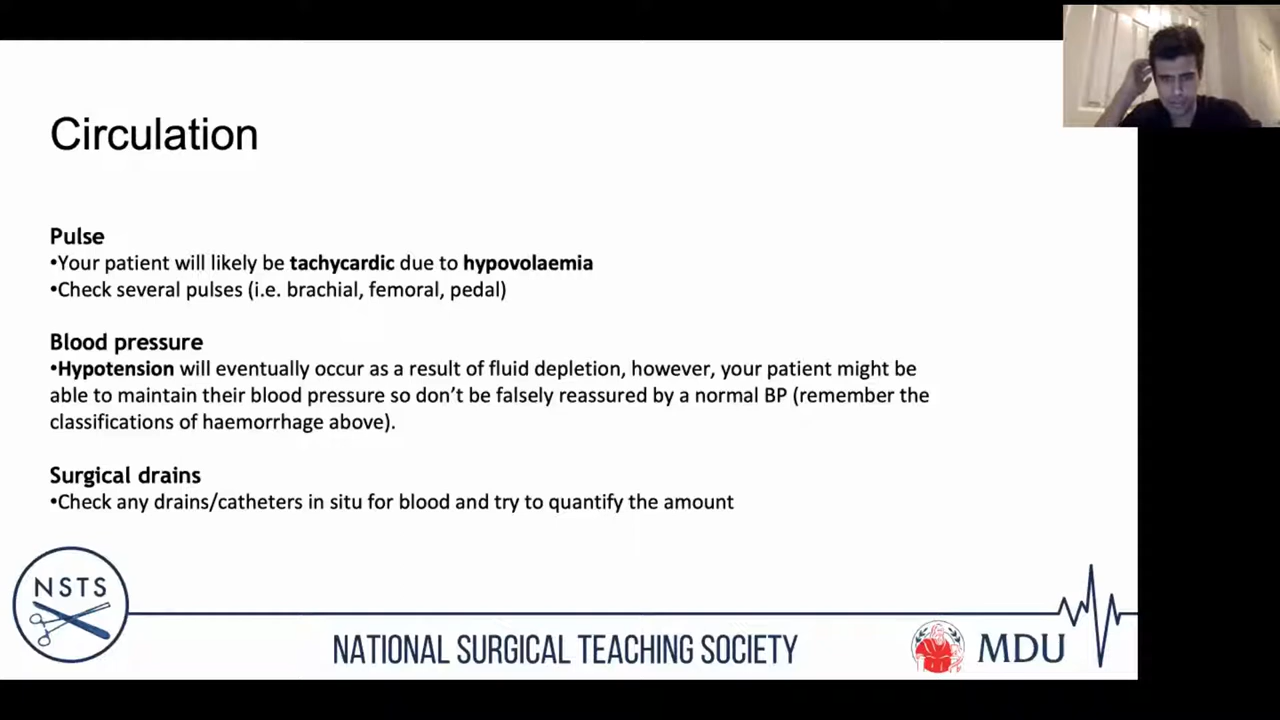 Circulation
Pulse
•Your patient will likely be tachycardic due to hypovolaemia
•Check several pulses (i.e. brachial, femoral, pedal)
Blood pressure
•Hypotension will eventually occur as a result of fluid depletion, however, your patient might be
able to maintain their blood pressure so don’t be falsely reassured by a normal BP (remember the
classifications of haemorrhage above).
Surgical drains
•Check any drains/catheters in situ for blood and try to quantify the amount
NSTS
NATIONAL SURGICAL TEACHING SOCIETY
MDU